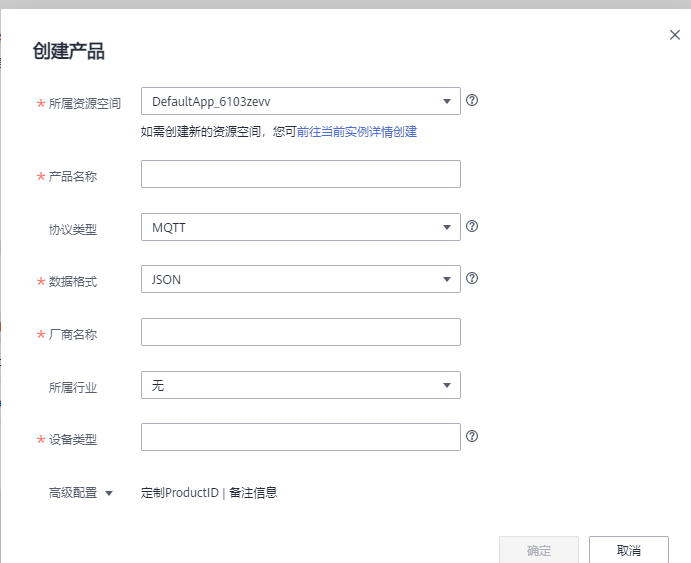 创建产品
* 所属资源空间 DefaultApp_6103zevv
如需创建新的资源空间，您可前往当前实例详情创建
* 产品名称
协议类型 MQTT
* 数据格式 JSON
* 厂商名称
所属行业 无
* 设备类型
高级配置 定制ProductID | 备注信息
确定 取消